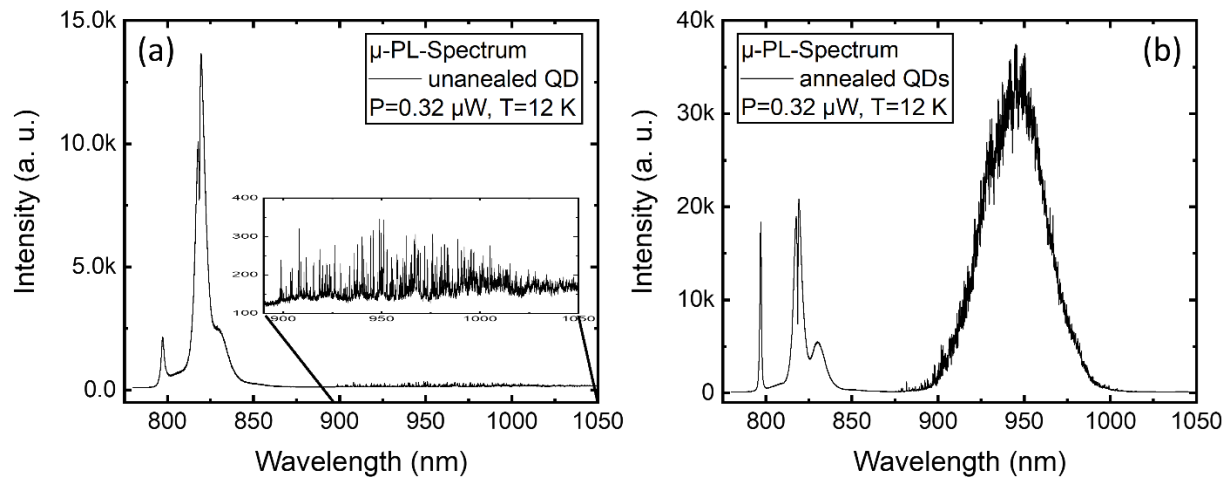 (a)
μ-PL-Spectrum
unanealed QD
P=0.32 μW, T=12 K
15.0k
10.0k
5.0k
0.0
Intensity (a. u.)
400
300
200
100
900
950
1000
1050
800 850 900 950 1000 1050
Wavelength (nm)
(b)
μ-PL-Spectrum
annealed QDs
P=0.32 μW, T=12 K
40k
30k
20k
10k
0
Intensity (a. u.)
800 850 900 950 1000 1050
Wavelength (nm)